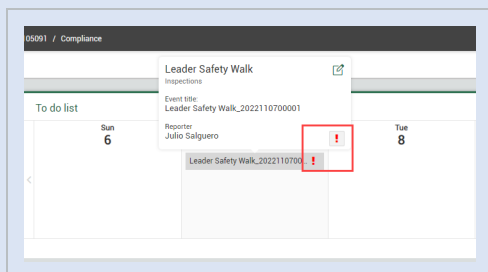 05091 / Compliance
Leader Safety Walk
Inspections
Event title:
Leader Safety Walk_2022110700001
Reporter
Julio Salguero
!
To do list
Sun
6
Tue
8
Leader Safety Walk_2022110700... !